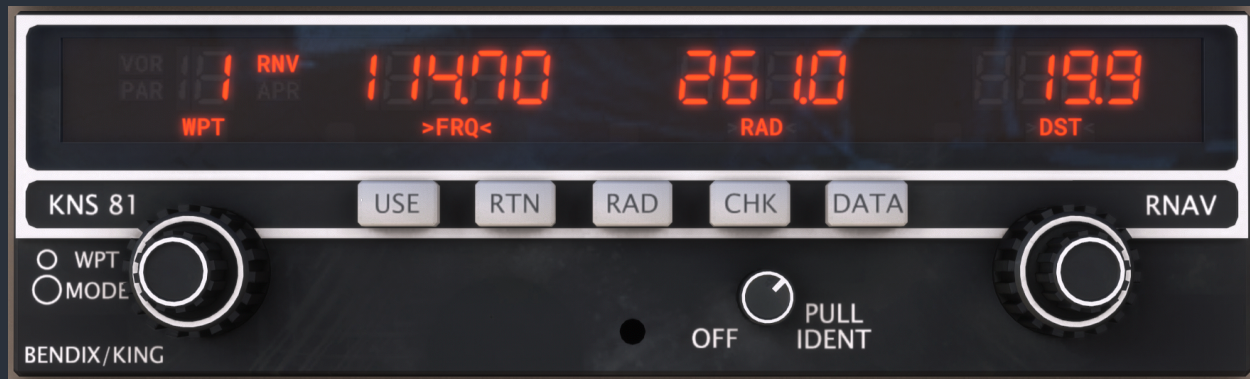 VOR 1 RNV 114.70 261.0 19.9
PAR APR
WPT >FRQ< >RAD< >DST<
KNS 81 USE RTN RAD CHK DATA RNAV
WPT
MODE
PULL
OFF IDENT
BENDIX/KING